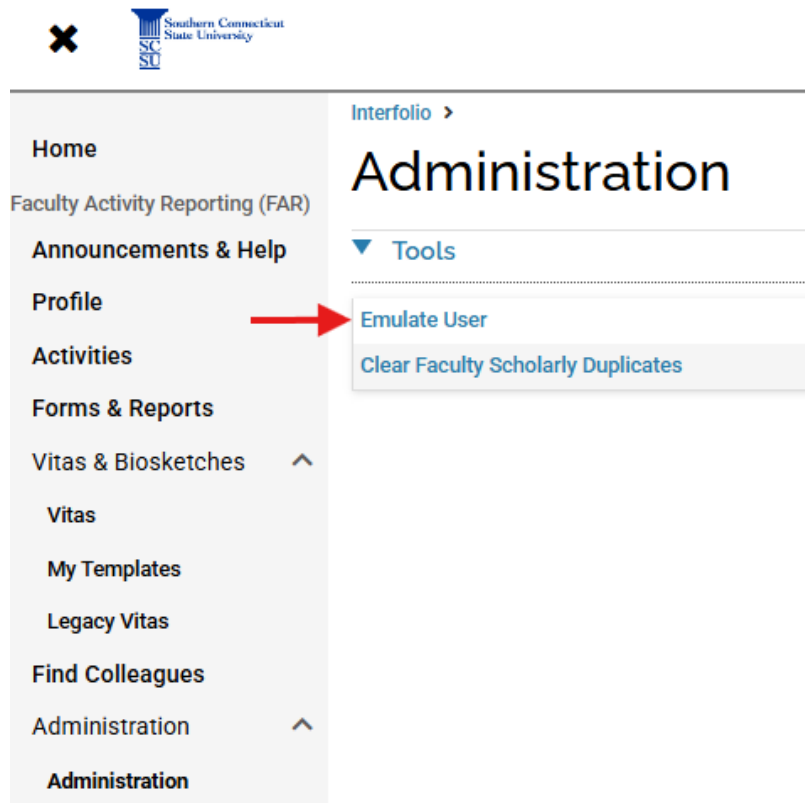 Southern Connecticut
State University
SC
SU
Interfolio >
Administration
Tools
Emulate User
Clear Faculty Scholarly Duplicates
Home
Faculty Activity Reporting (FAR)
Announcements & Help
Profile
Activities
Forms & Reports
Vitas & Biosketches
Vitas
My Templates
Legacy Vitas
Find Colleagues
Administration
Administration